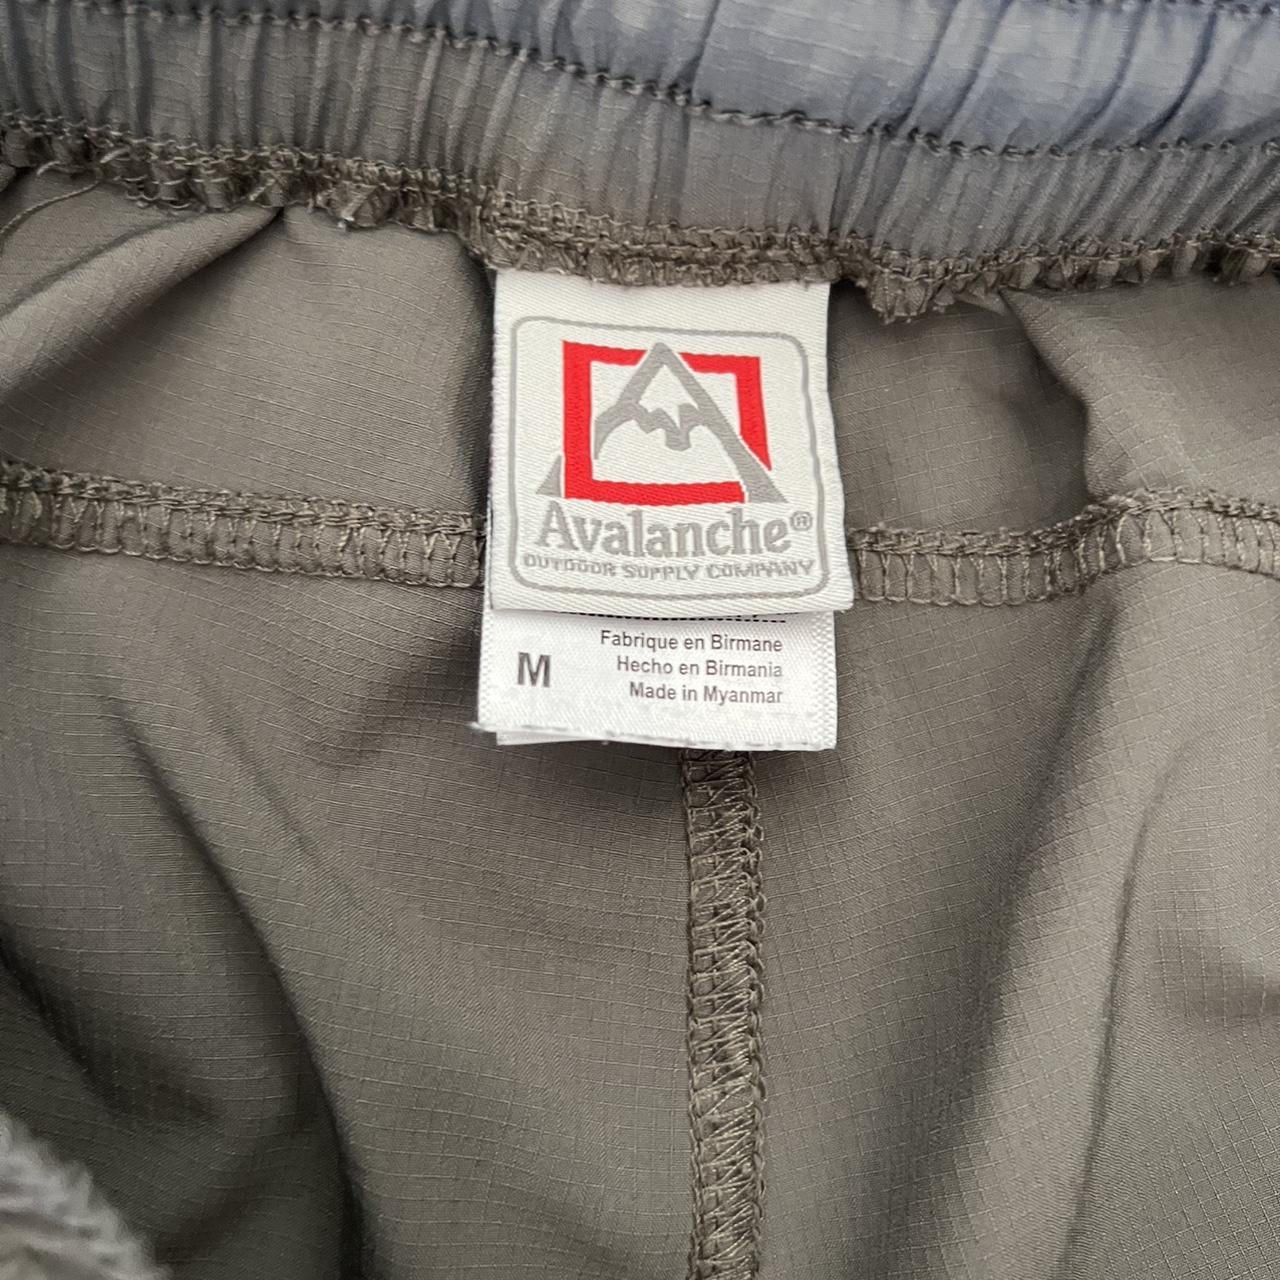 Avalanche®
OUTDOOR SUPPLY COMPANY
M
Fabrique en Birmane
Hecho en Birmania
Made in Myanmar